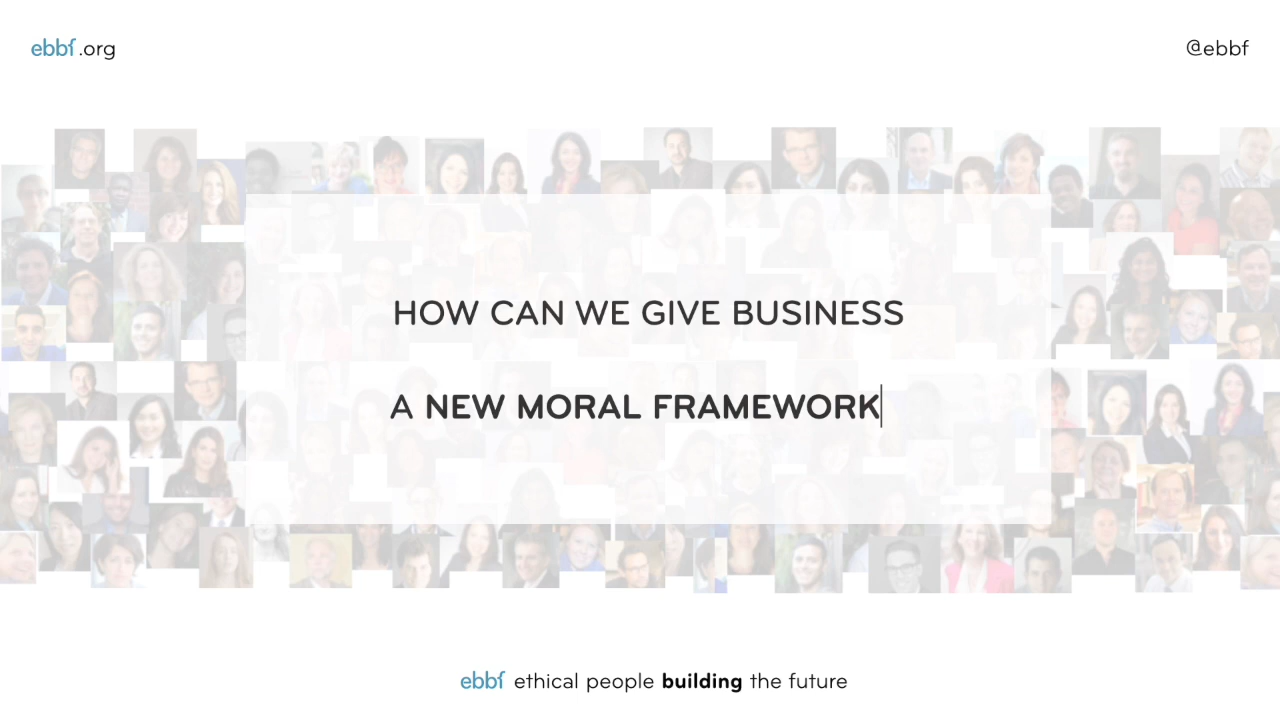 ebbf.org
@ebbf
HOW CAN WE GIVE BUSINESS
A NEW MORAL FRAMEWORK
ebbf ethical people building the future